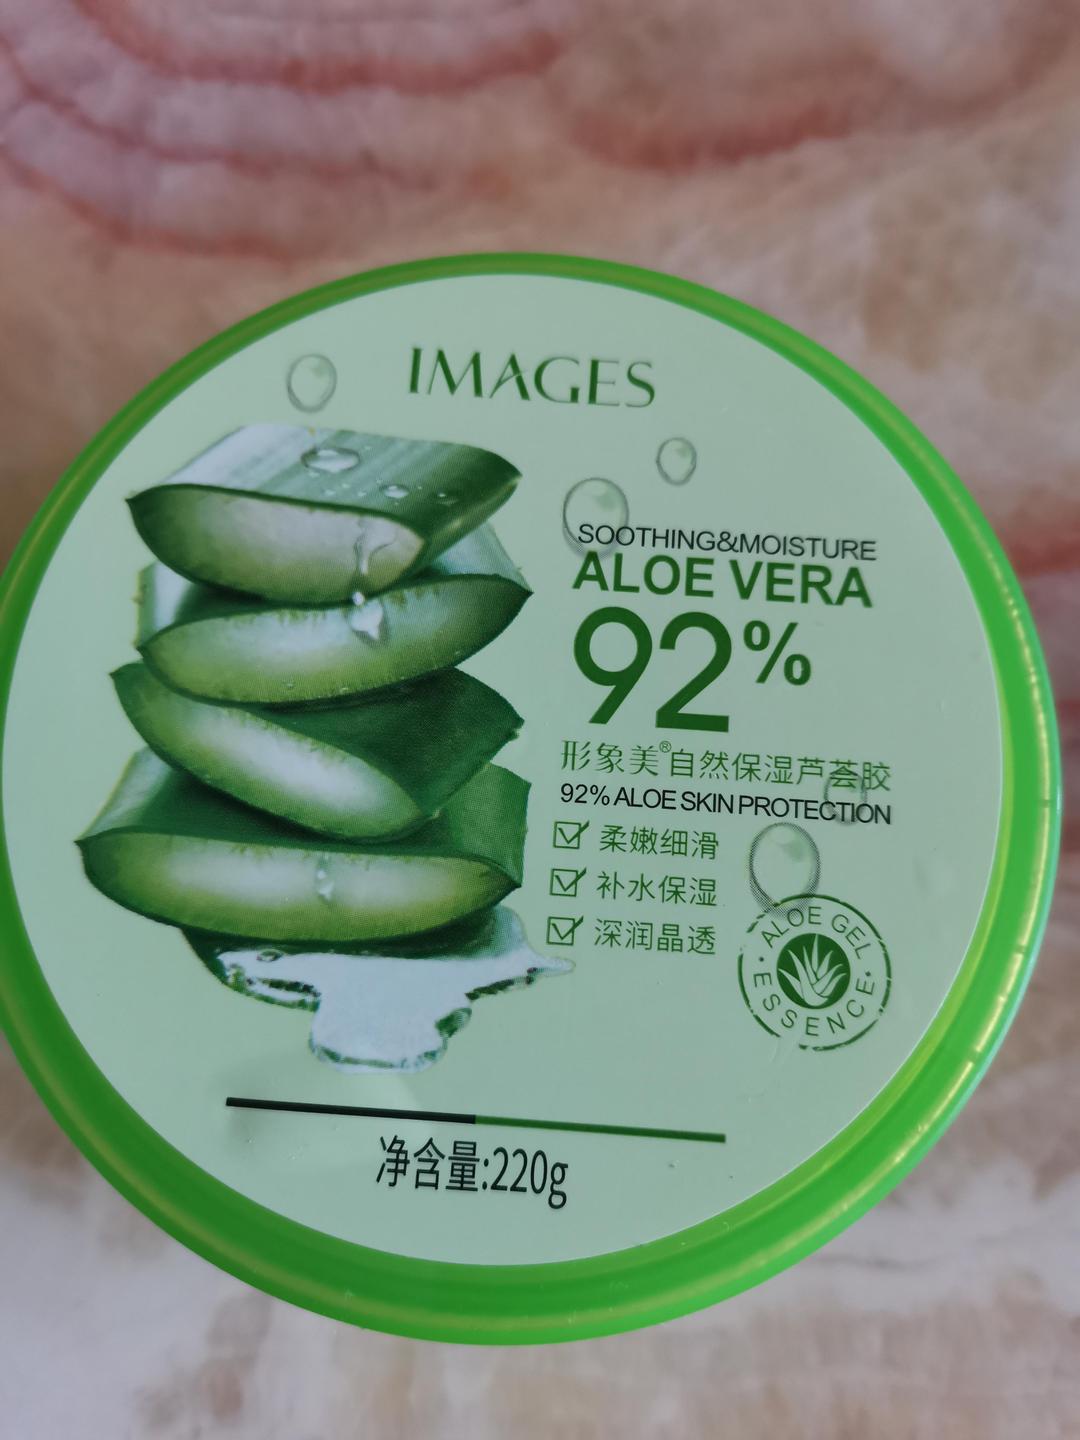 IMAGES
SOOTHING&MOISTURE
ALOE VERA
92%
形象美®自然保湿芦荟胶
92% ALOE SKIN PROTECTION
柔嫩细滑
补水保湿
深润晶透
ALOE GEL
ESSENCE
净含量:220g